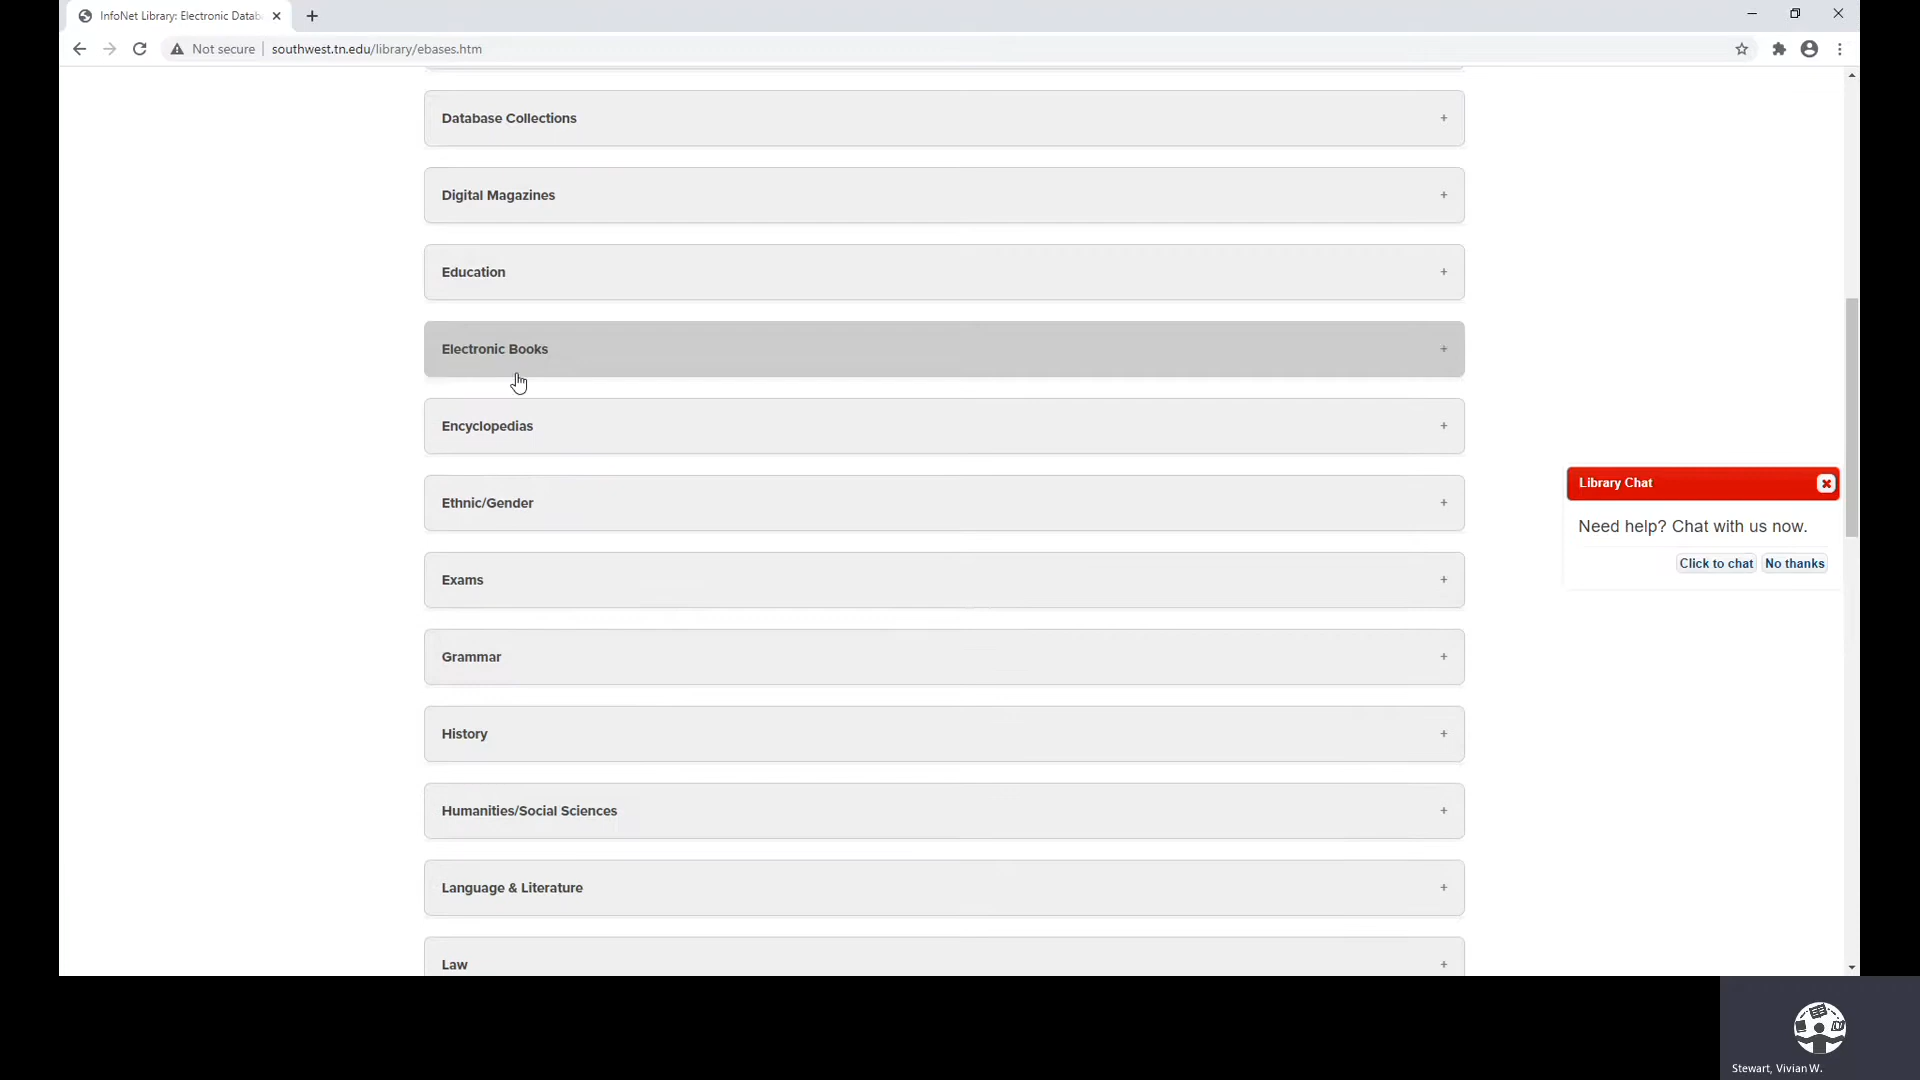 InfoNet Library: Electronic Datab
Not secure
southwest.tn.edu/library/ebases.htm
Database Collections +
Digital Magazines +
Education +
Electronic Books +
Encyclopedias +
Ethnic/Gender +
Exams +
Grammar +
History +
Humanities/Social Sciences +
Language & Literature +
Law +
Library Chat
Need help? Chat with us now.
Click to chat No thanks
Stewart, Vivian W.